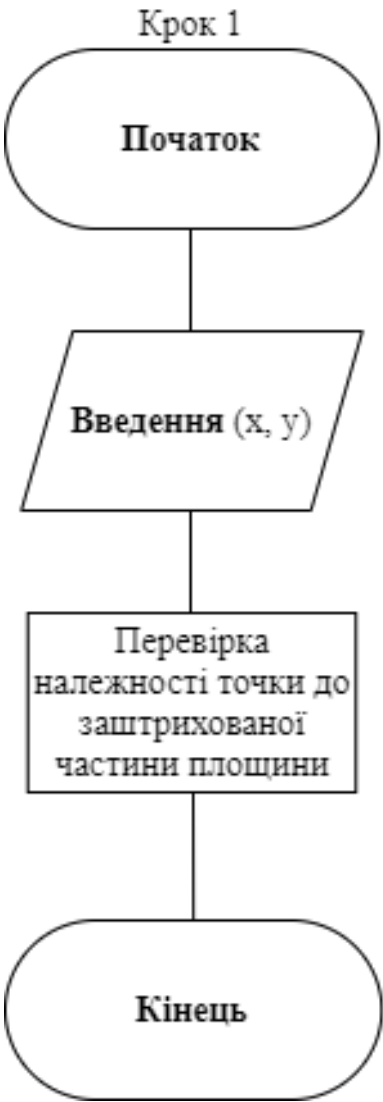 Крок 1
Початок
Введення (x, y)
Перевірка
належності точки до
заштрихованої
частини площини
Кінець